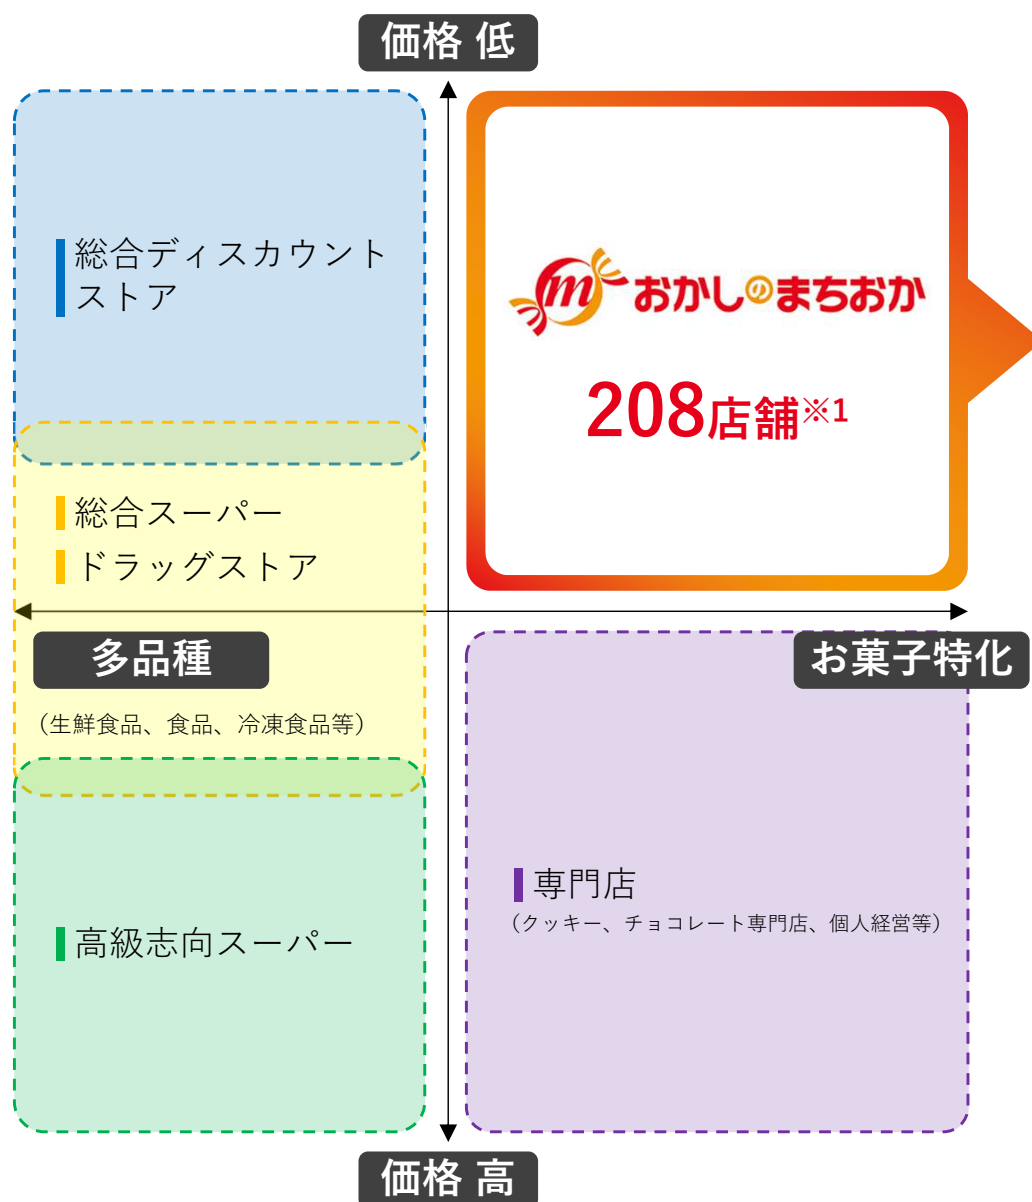 価格 低
総合ディスカウント
ストア
m おかしのまちおか
208店舗※1
総合スーパー
ドラッグストア
多品種
お菓子特化
（生鮮食品、食品、冷凍食品等）
専門店
（クッキー、チョコレート専門店、個人経営等）
高級志向スーパー
価格 高